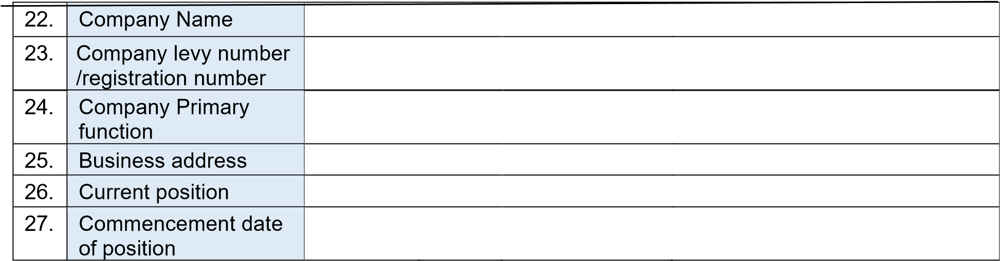 22. Company Name
23. Company levy number
/registration number
24. Company Primary
function
25. Business address
26. Current position
27. Commencement date
of position